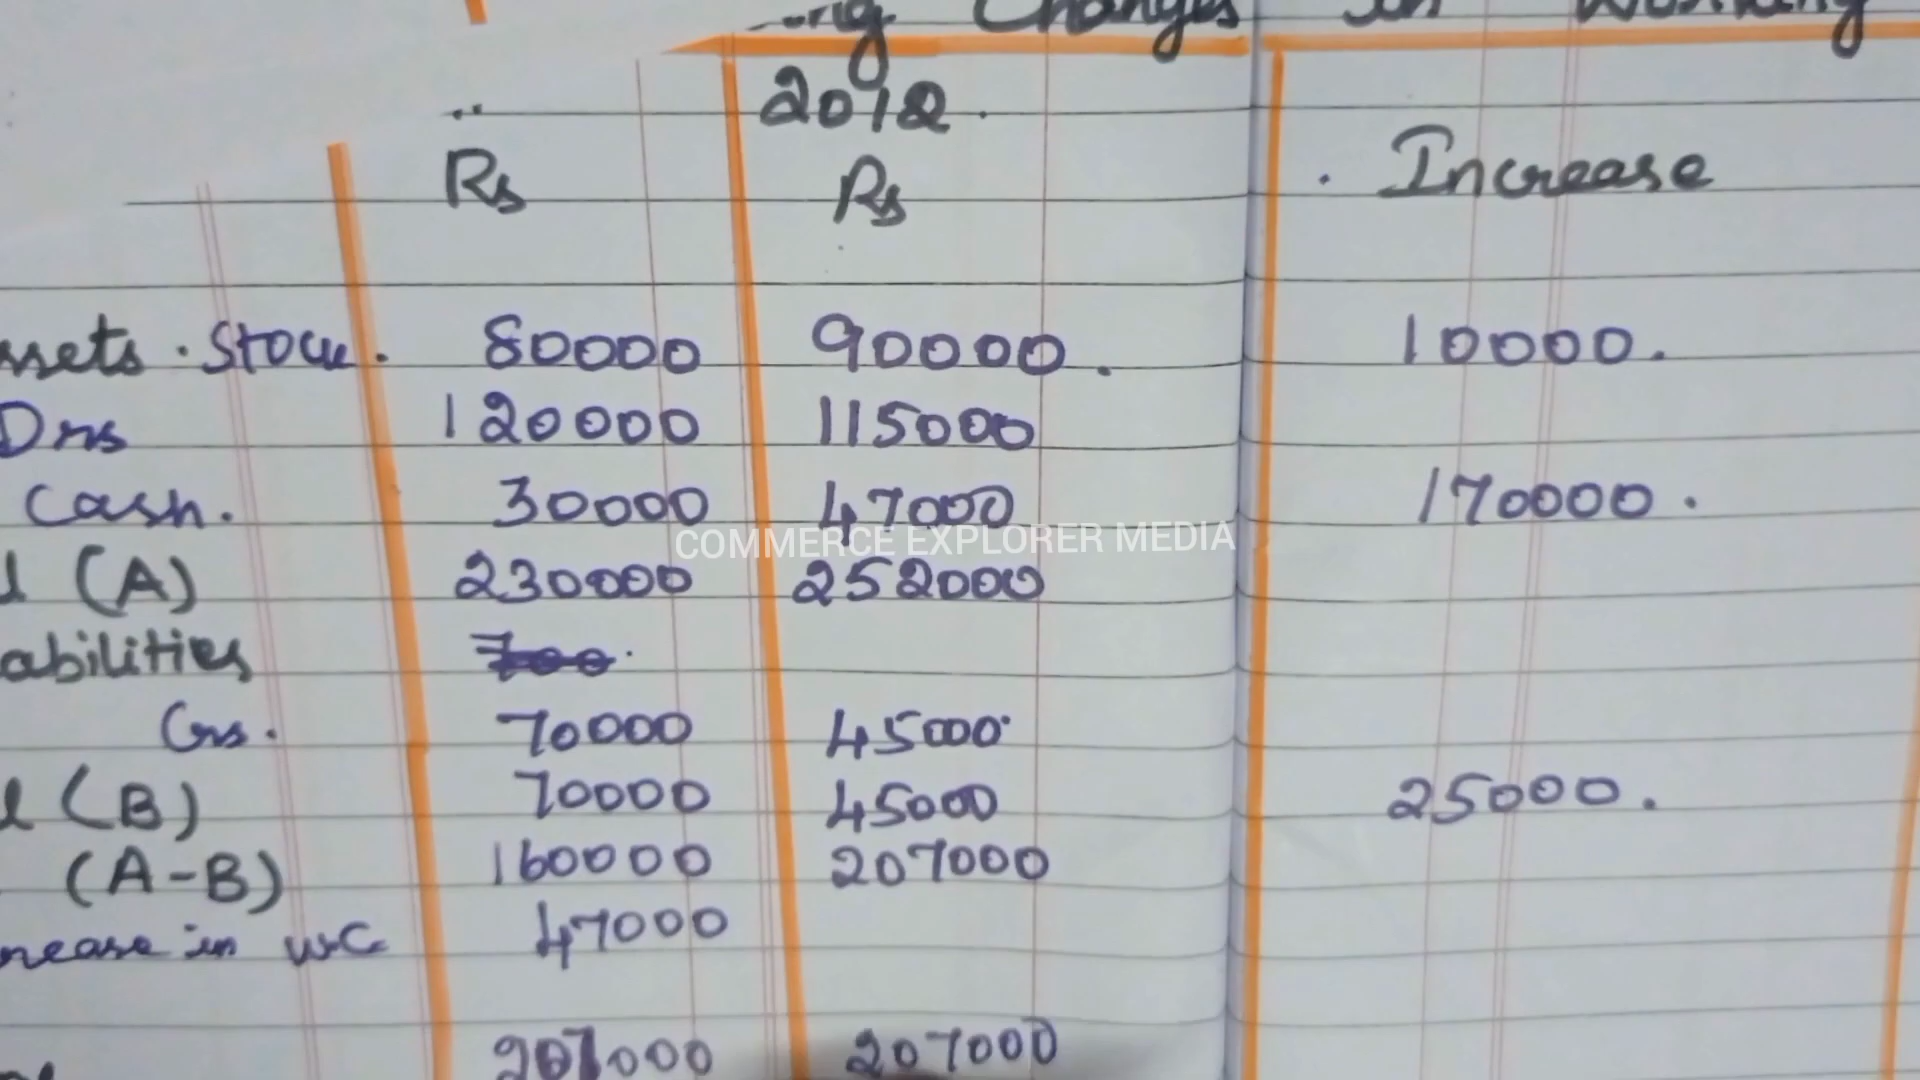 Changes in Working
2012.
Rs Rs Increase
ssets. Stock. 80000 90000. 10000.
Drs 120000 115000
Cash. 30000 47000 170000.
l (A) 230000 252000
COMMERCE EXPLORER MEDIA
abilities 700.
Crs. 70000 45000
l (B) 70000 45000 25000.
(A-B) 160000 207000
rease in WC 47000
207000 207000